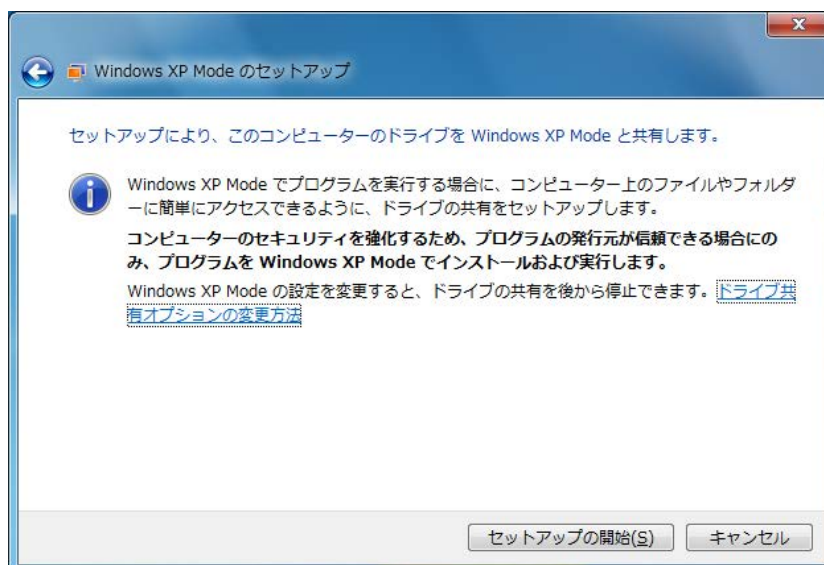 Windows XP Mode のセットアップ
セットアップにより、このコンピューターのドライブを Windows XP Mode と共有します。
Windows XP Mode でプログラムを実行する場合に、コンピューター上のファイルやフォルダ
ーに簡単にアクセスできるように、ドライブの共有をセットアップします。
コンピューターのセキュリティを強化するため、プログラムの発行元が信頼できる場合にの
み、プログラムを Windows XP Mode でインストールおよび実行します。
Windows XP Mode の設定を変更すると、ドライブの共有を後から停止できます。ドライブ共
有オプションの変更方法
セットアップの開始(S) キャンセル